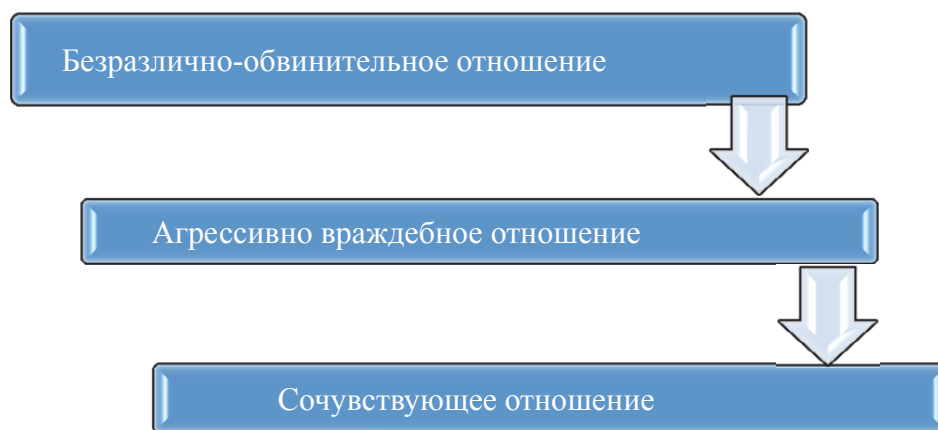 Безразлично-обвинительное отношение
Агрессивно враждебное отношение
Сочувствующее отношение